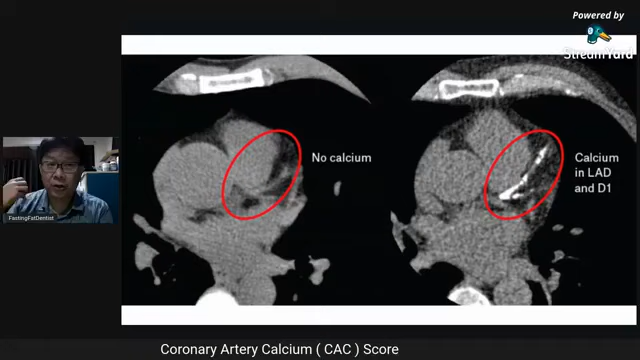 Powered by
StreamYard
No calcium
Calcium
in LAD
and D1
FastingFatDentist
Coronary Artery Calcium ( CAC ) Score